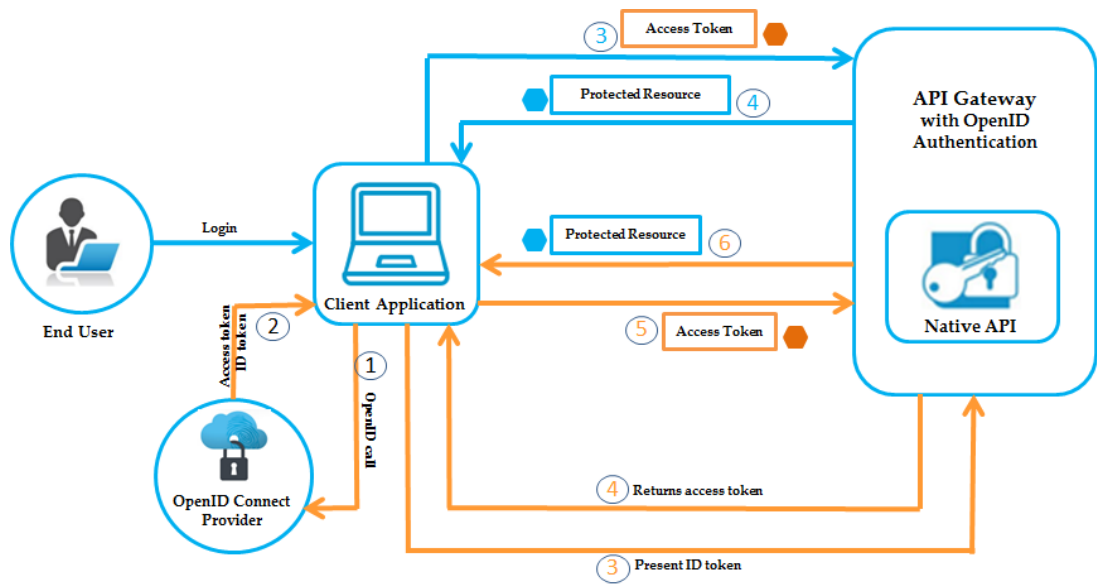 3
Access Token
Protected Resource
4
API Gateway
with OpenID
Authentication
Login
Protected Resource
6
Client Application
End User
Access token
ID token
2
5
Access Token
Native API
1
OpenID call
OpenID Connect
Provider
4
Returns access token
3
Present ID token